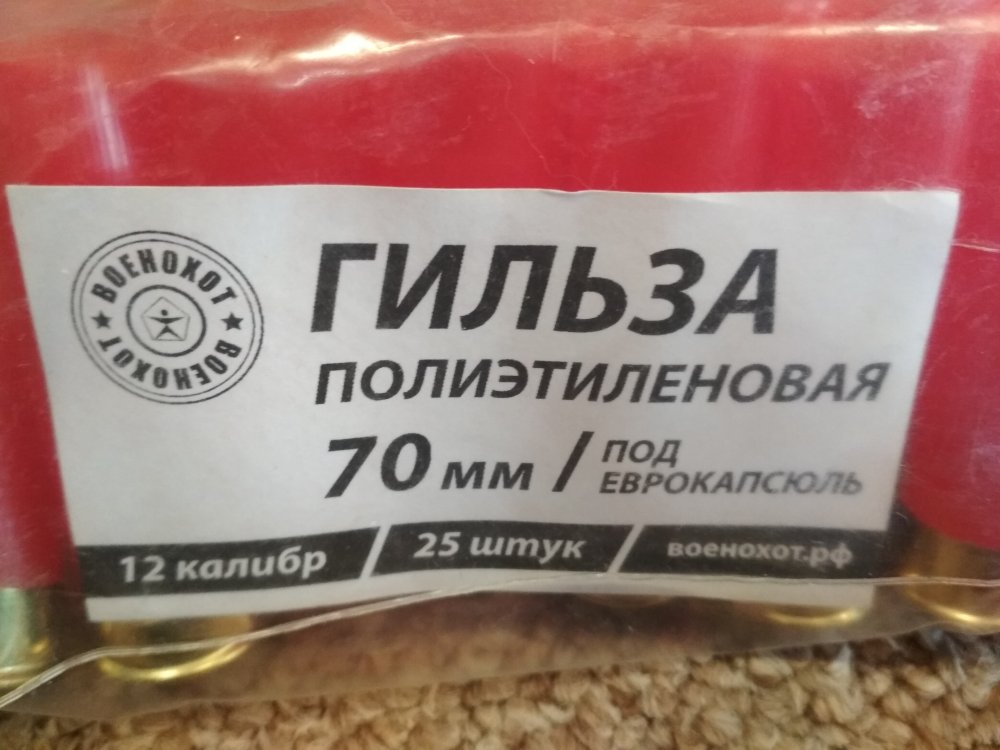 ВОЕНОХОТ
ВОЕНОХОТ
ГИЛЬЗА
ПОЛИЭТИЛЕНОВАЯ
70 мм / ПОД
ЕВРОКАПСЮЛЬ
12 калибр / 25 штук / военохот.рф